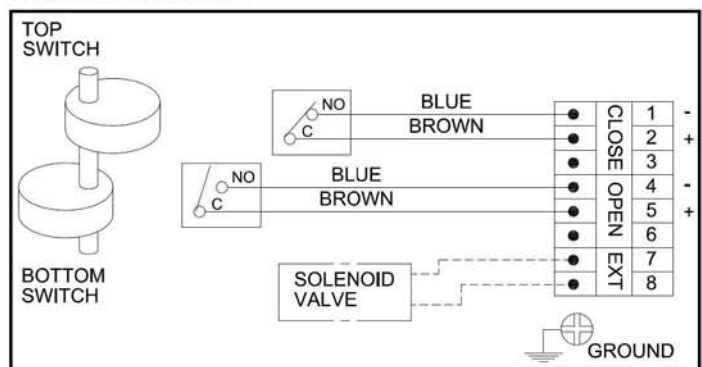 TOP
SWITCH
NO
C
BLUE
BROWN
NO
C
BLUE
BROWN
CLOSE
OPEN
EXT
1 -
2 +
3
4 -
5 +
6
7
8
SOLENOID
VALVE
BOTTOM
SWITCH
GROUND